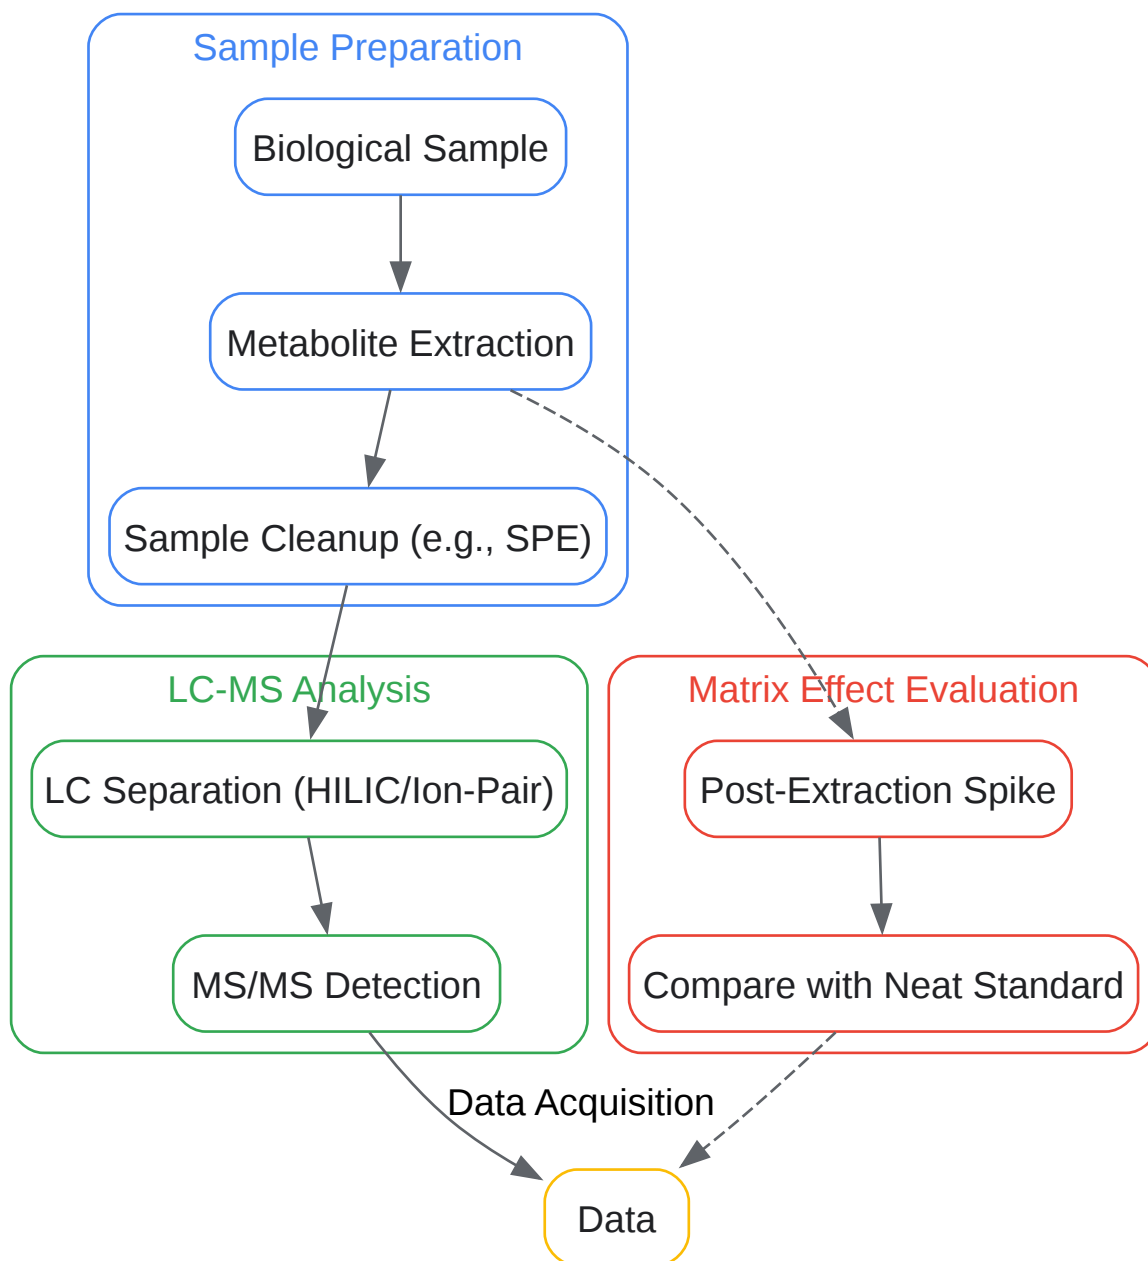 Sample Preparation
Biological Sample
Metabolite Extraction
Sample Cleanup (e.g., SPE)
LC-MS Analysis
LC Separation (HILIC/Ion-Pair)
MS/MS Detection
Matrix Effect Evaluation
Post-Extraction Spike
Compare with Neat Standard
Data Acquisition
Data